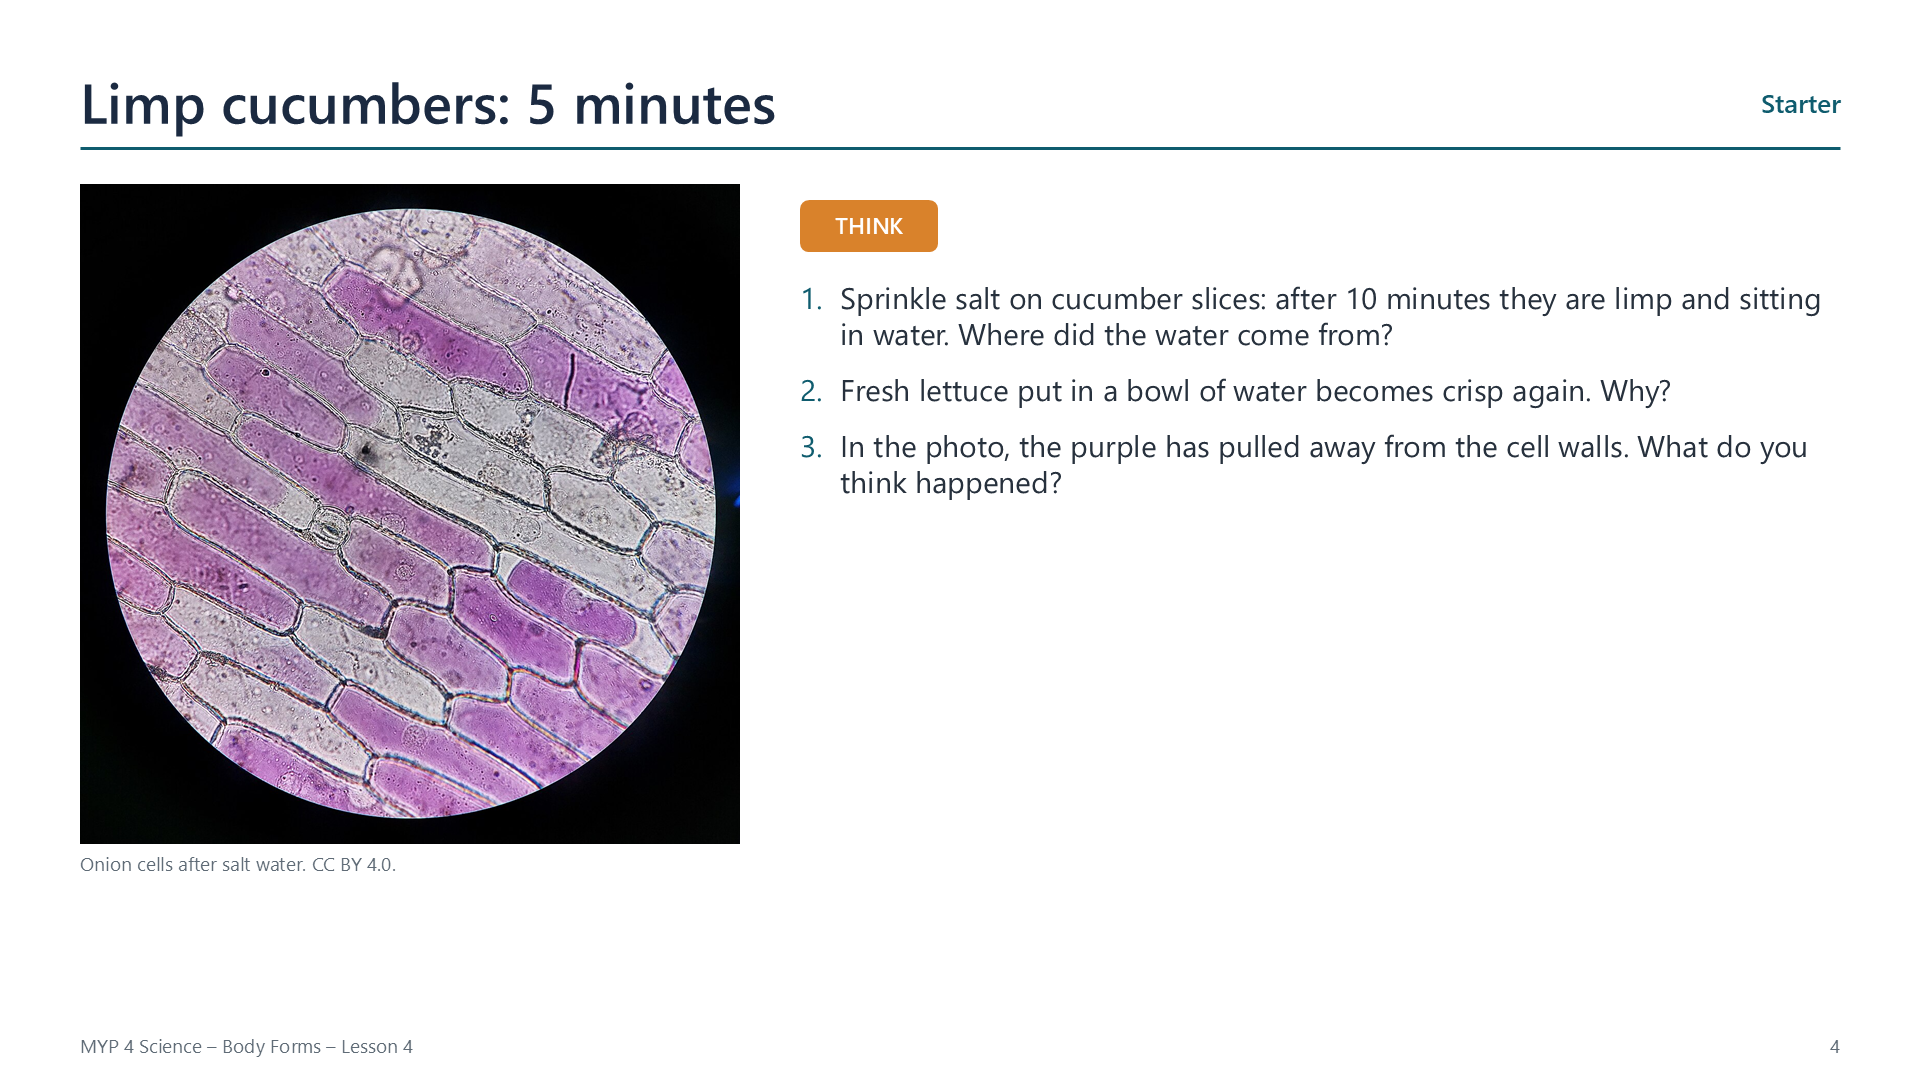 Limp cucumbers: 5 minutes
Starter
THINK
1. Sprinkle salt on cucumber slices: after 10 minutes they are limp and sitting
in water. Where did the water come from?
2. Fresh lettuce put in a bowl of water becomes crisp again. Why?
3. In the photo, the purple has pulled away from the cell walls. What do you
think happened?
Onion cells after salt water. CC BY 4.0.
MYP 4 Science – Body Forms – Lesson 4
4